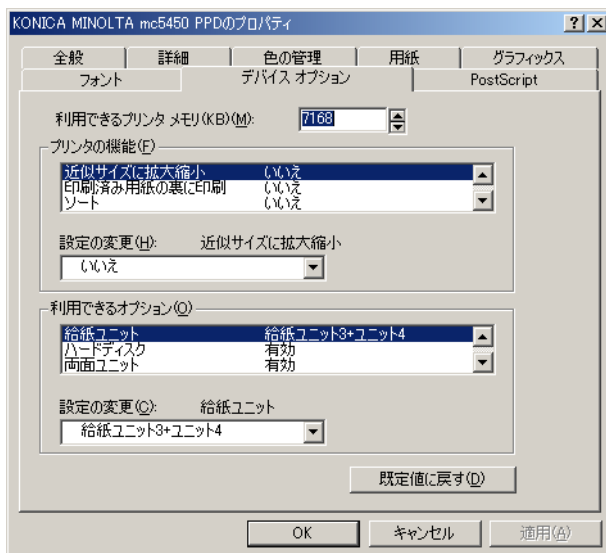 KONICA MINOLTA mc5450 PPDのプロパティ
全般 詳細 色の管理 用紙 グラフィックス
フォント デバイス オプション PostScript
利用できるプリンタ メモリ(KB)(M): 7168
プリンタの機能(F)
近似サイズに拡大縮小 いいえ
印刷済み用紙の裏に印刷 いいえ
ソート いいえ
設定の変更(H): 近似サイズに拡大縮小
いいえ
利用できるオプション(O)
給紙ユニット 給紙ユニット3+ユニット4
ハードディスク 有効
両面ユニット 有効
設定の変更(C): 給紙ユニット
給紙ユニット3+ユニット4
既定値に戻す(D)
OK キャンセル 適用(A)